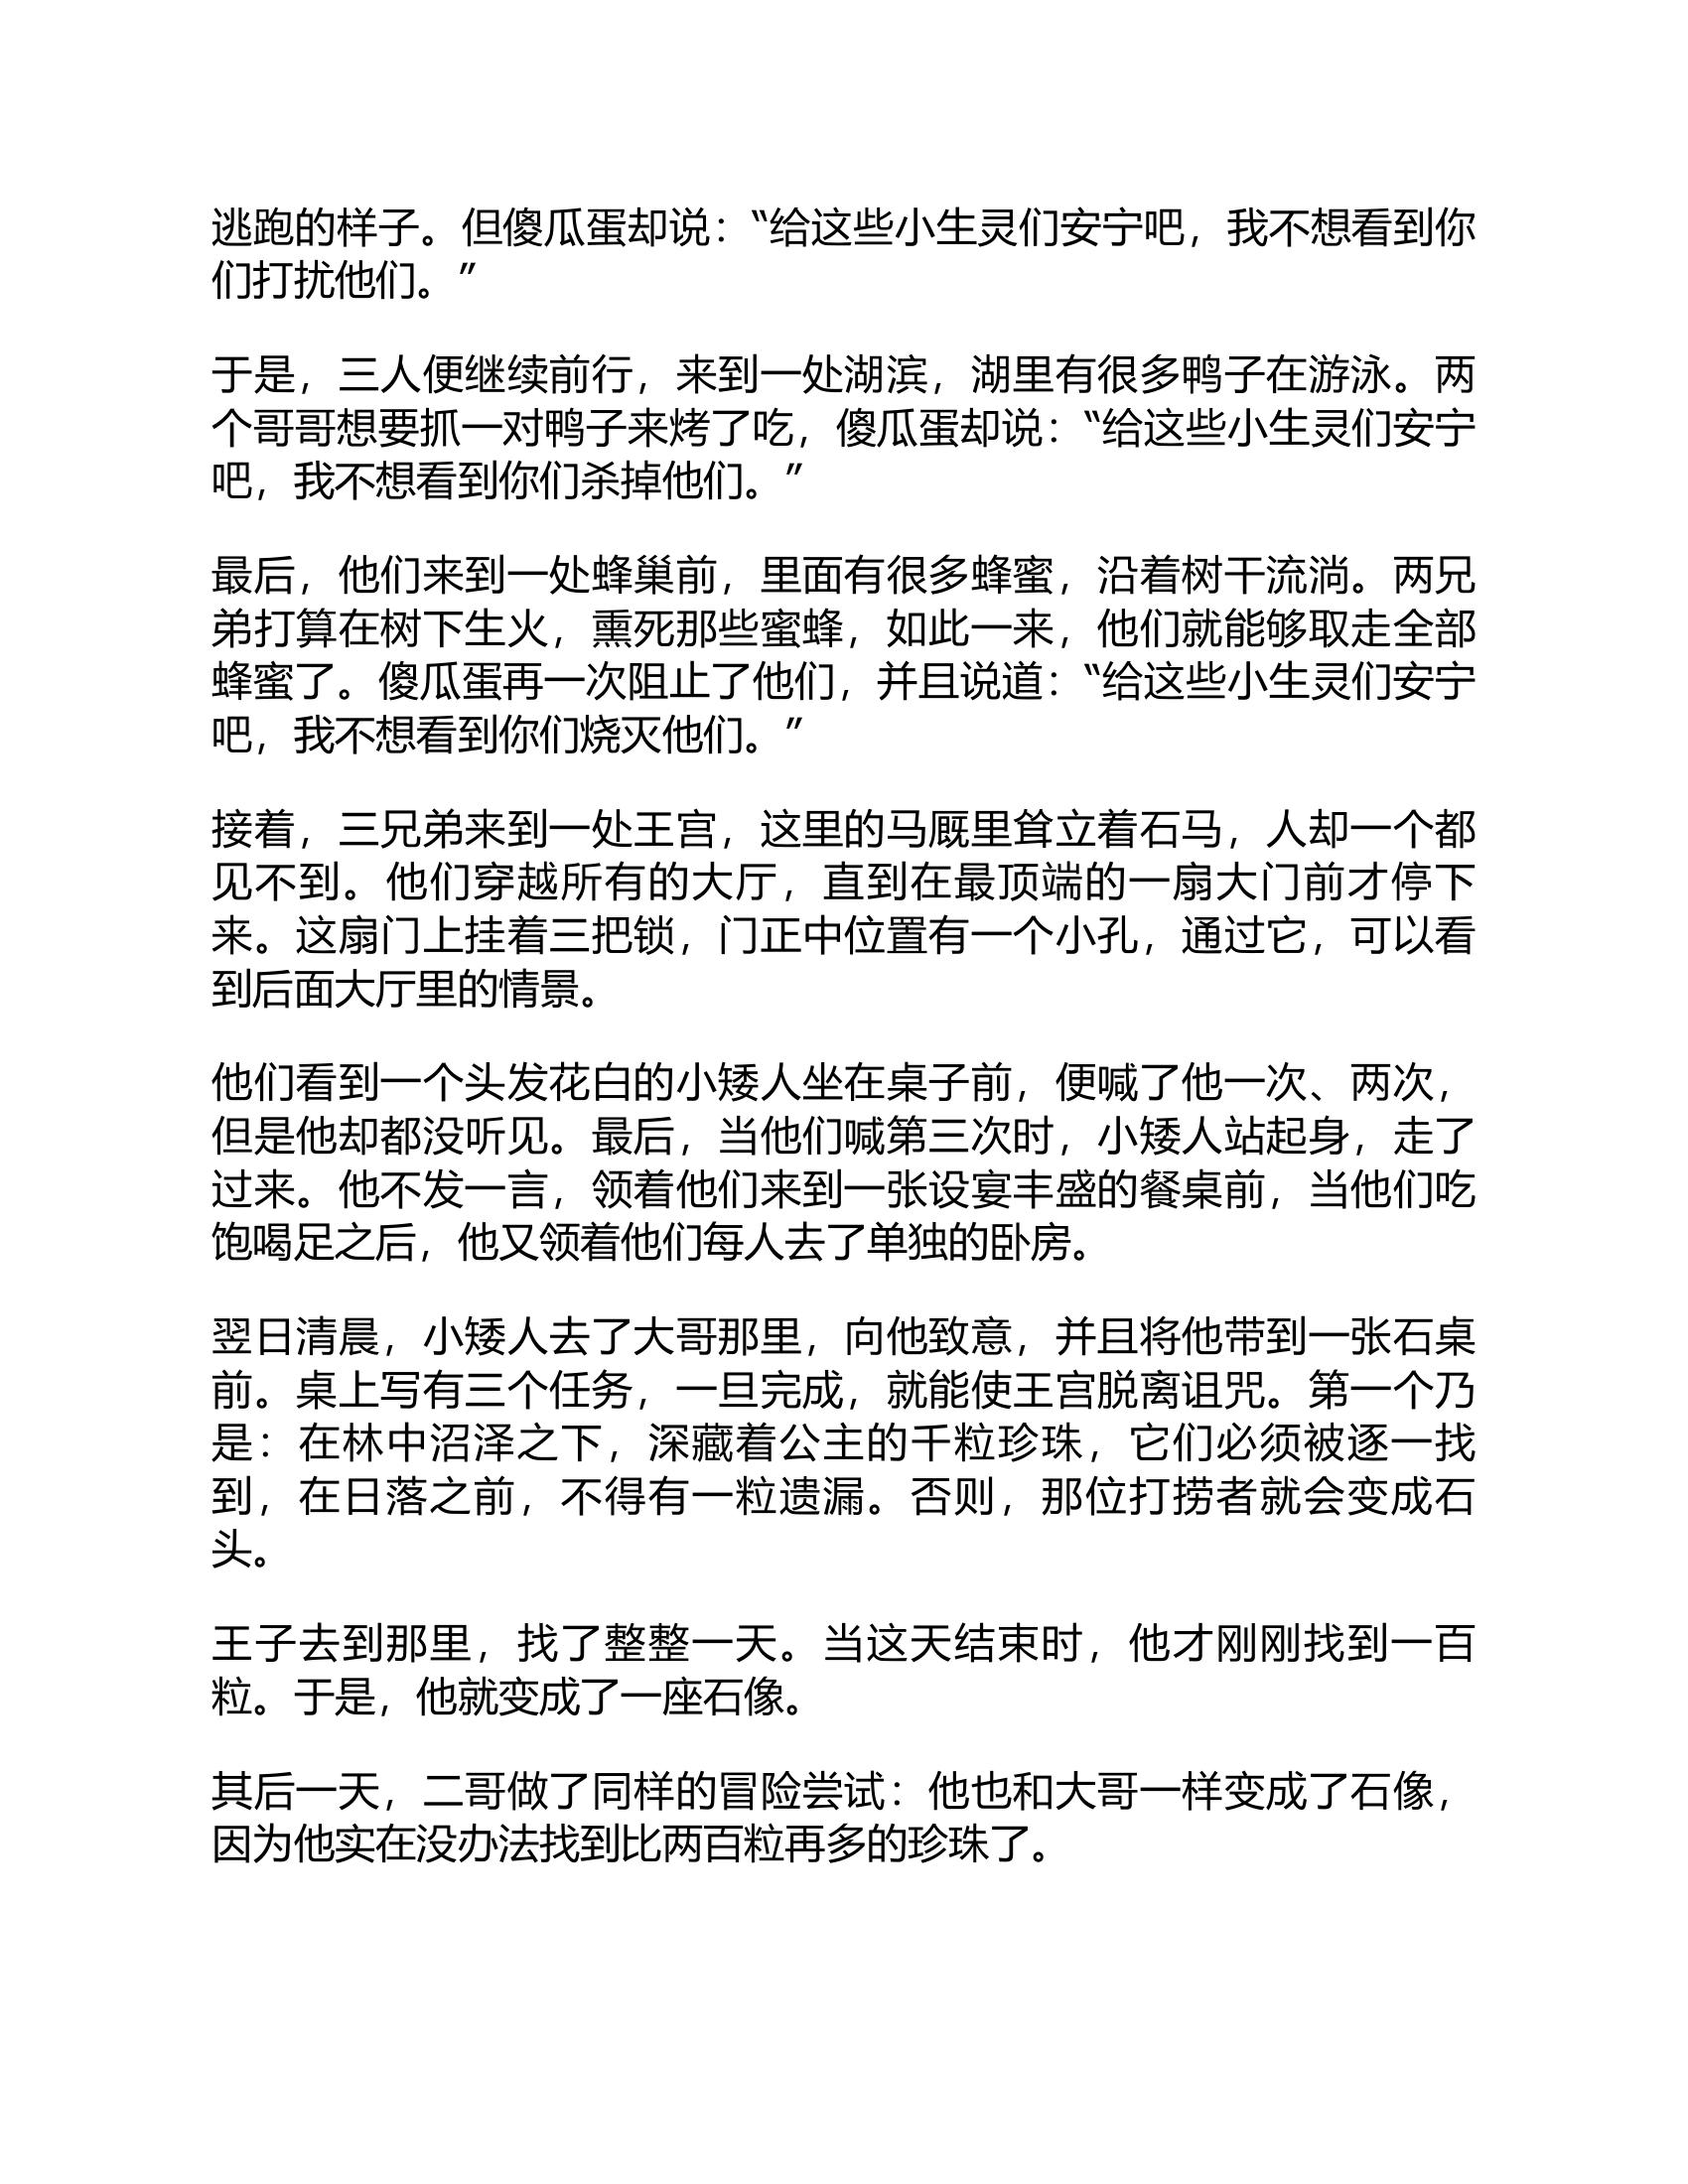 逃跑的样子。但傻瓜蛋却说：“给这些小生灵们安宁吧，我不想看到你
们打扰他们。”
于是，三人便继续前行，来到一处湖滨，湖里有很多鸭子在游泳。两
个哥哥想要抓一对鸭子来烤了吃，傻瓜蛋却说：“给这些小生灵们安宁
吧，我不想看到你们杀掉他们。”
最后，他们来到一处蜂巢前，里面有很多蜂蜜，沿着树干流淌。两兄
弟打算在树下生火，熏死那些蜜蜂，如此一来，他们就能够取走全部
蜂蜜了。傻瓜蛋再一次阻止了他们，并且说道：“给这些小生灵们安宁
吧，我不想看到你们烧灭他们。”
接着，三兄弟来到一处王宫，这里的马厩里耸立着石马，人却一个都
见不到。他们穿越所有的大厅，直到在最顶端的一扇大门前才停下
来。这扇门上挂着三把锁，门正中位置有一个小孔，通过它，可以看
到后面大厅里的情景。
他们看到一个头发花白的小矮人坐在桌子前，便喊了他一次、两次，
但是他却都没听见。最后，当他们喊第三次时，小矮人站起身，走了
过来。他不发一言，领着他们来到一张设宴丰盛的餐桌前，当他们吃
饱喝足之后，他又领着他们每人去了单独的卧房。
翌日清晨，小矮人去了大哥那里，向他致意，并且将他带到一张石桌
前。桌上写有三个任务，一旦完成，就能使王宫脱离诅咒。第一个乃
是：在林中沼泽之下，深藏着公主的千粒珍珠，它们必须被逐一找
到，在日落之前，不得有一粒遗漏。否则，那位打捞者就会变成石
头。
王子去到那里，找了整整一天。当这天结束时，他才刚刚找到一百
粒。于是，他就变成了一座石像。
其后一天，二哥做了同样的冒险尝试：他也和大哥一样变成了石像，
因为他实在没办法找到比两百粒再多的珍珠了。